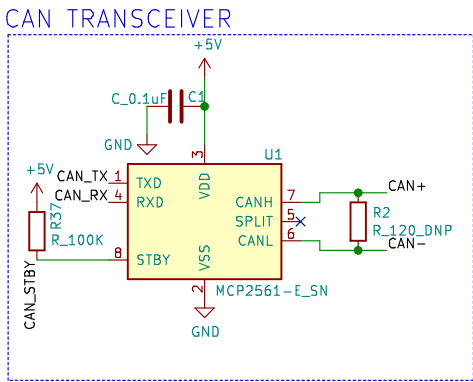 CAN TRANSCEIVER
+5V
C_0.1uF C1
GND
3
U1
+5V
CAN_TX 1 TXD
VDD
CAN_RX 4 RXD
CANH 7
CAN+
R37
R_100K
SPLIT 5
R2
R_120_DNP
CANL 6
CAN-
8 STBY
VSS
CAN_STBY
2
MCP2561-E_SN
GND